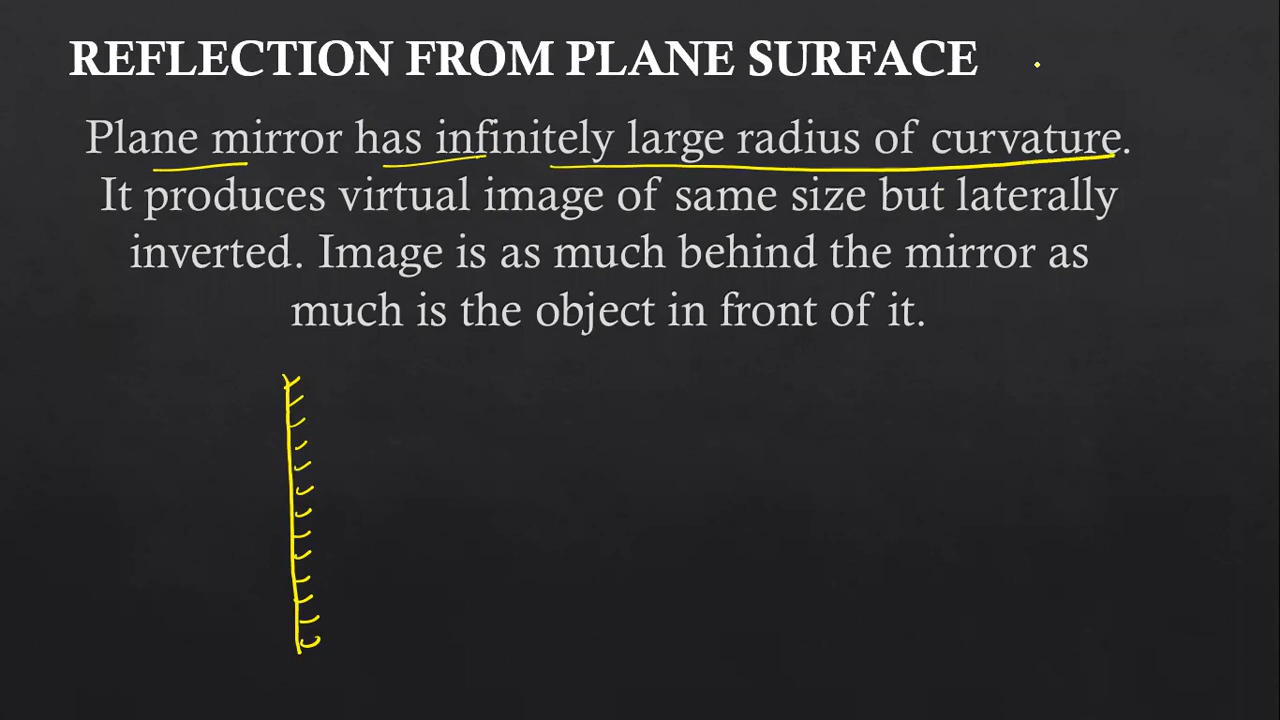 REFLECTION FROM PLANE SURFACE
Plane mirror has infinitely large radius of curvature.
It produces virtual image of same size but laterally
inverted. Image is as much behind the mirror as
much is the object in front of it.